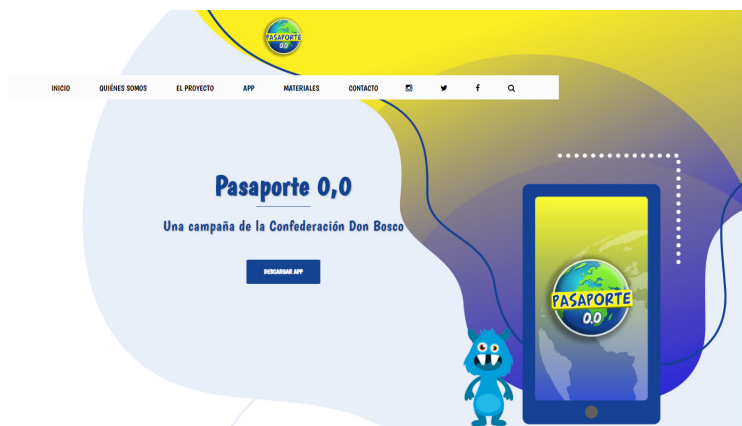 PASAPORTE
0.0
INICIO QUIÉNES SOMOS EL PROYECTO APP MATERIALES CONTACTO
Pasaporte 0,0
Una campaña de la Confederación Don Bosco
DESCARGAR APP
PASAPORTE
0.0